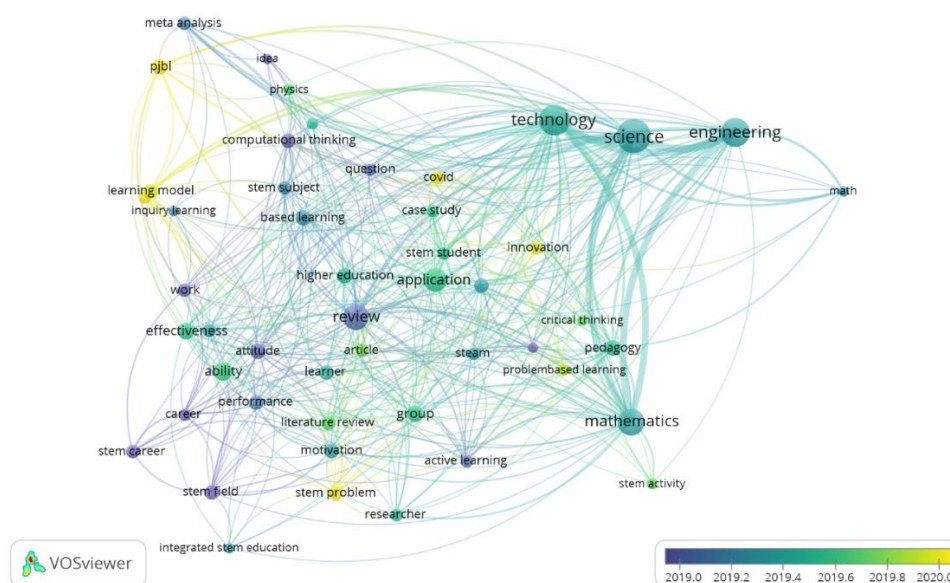 meta analysis
idea
pjbl
physics
technology
science
engineering
computational thinking
question
covid
learning model
stem subject
math
inquiry learning
based learning
case study
stem student
innovation
higher education
application
work
review
critical thinking
effectiveness
attitude
article
steam
pedagogy
ability
learner
problembased learning
performance
career
literature review
group
mathematics
stem career
motivation
active learning
stem field
stem problem
stem activity
researcher
integrated stem education
VOSviewer
2019.0 2019.2 2019.4 2019.6 2019.8